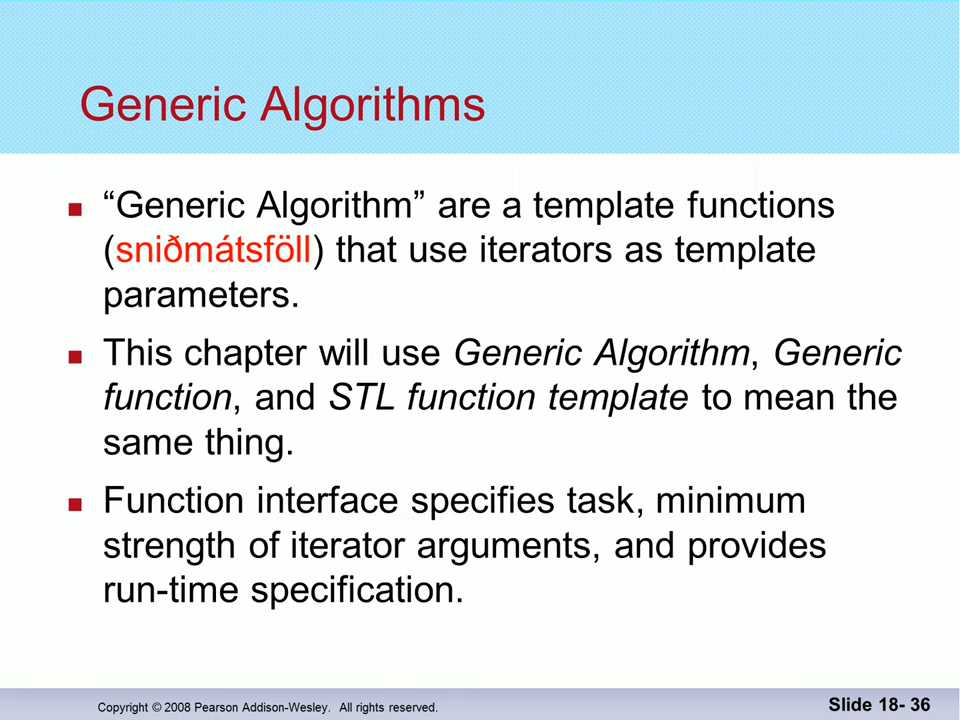 Generic Algorithms
“Generic Algorithm” are a template functions
(sniðmátsföll) that use iterators as template
parameters.
This chapter will use Generic Algorithm, Generic
function, and STL function template to mean the
same thing.
Function interface specifies task, minimum
strength of iterator arguments, and provides
run-time specification.
Copyright © 2008 Pearson Addison-Wesley. All rights reserved.
Slide 18- 36